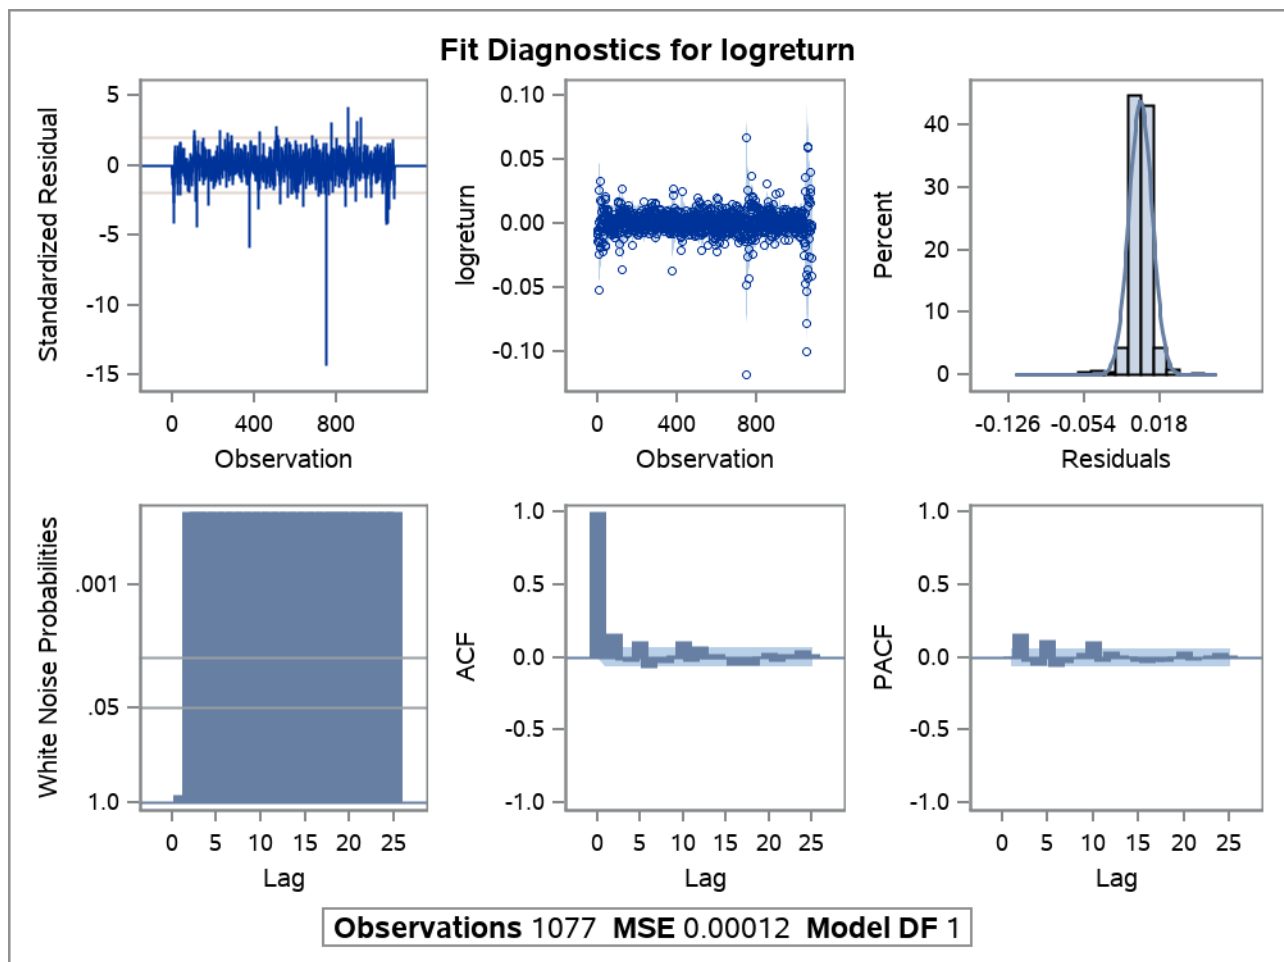 Fit Diagnostics for logreturn
Standardized Residual
5
0
-5
-10
-15
0 400 800
Observation
logreturn
0.10
0.05
0.00
-0.05
-0.10
0 400 800
Observation
Percent
40
30
20
10
0
-0.126 -0.054 0.018
Residuals
White Noise Probabilities
.001
.05
1.0
0 5 10 15 20 25
Lag
ACF
1.0
0.5
0.0
-0.5
-1.0
0 5 10 15 20 25
Lag
PACF
1.0
0.5
0.0
-0.5
-1.0
0 5 10 15 20 25
Lag
Observations 1077 MSE 0.00012 Model DF 1